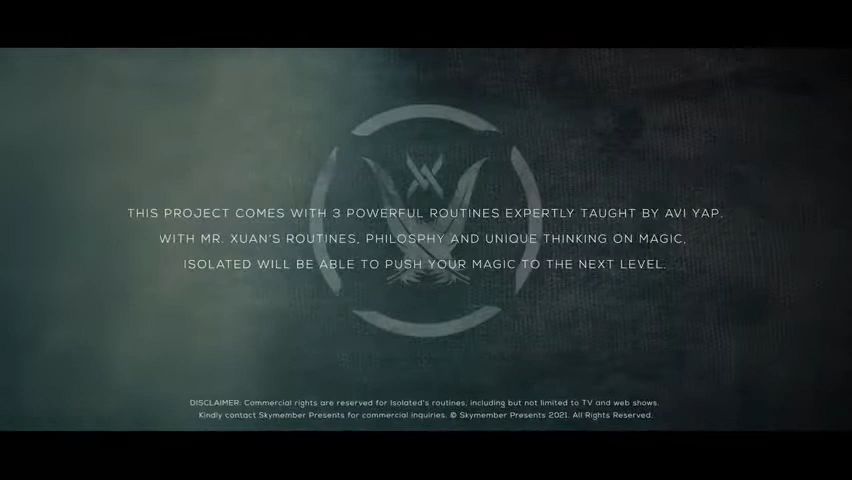 THIS PROJECT COMES WITH 3 POWERFUL ROUTINES EXPERTLY TAUGHT BY AVI YAP.
WITH MR. XUAN'S ROUTINES, PHILOSPHY AND UNIQUE THINKING ON MAGIC,
ISOLATED WILL BE ABLE TO PUSH YOUR MAGIC TO THE NEXT LEVEL.
DISCLAIMER: Commercial rights are reserved for Isolated's routines, including but not limited to TV and web shows.
Kindly contact Skymember Presents for commercial inquiries. © Skymember Presents 2021. All Rights Reserved.